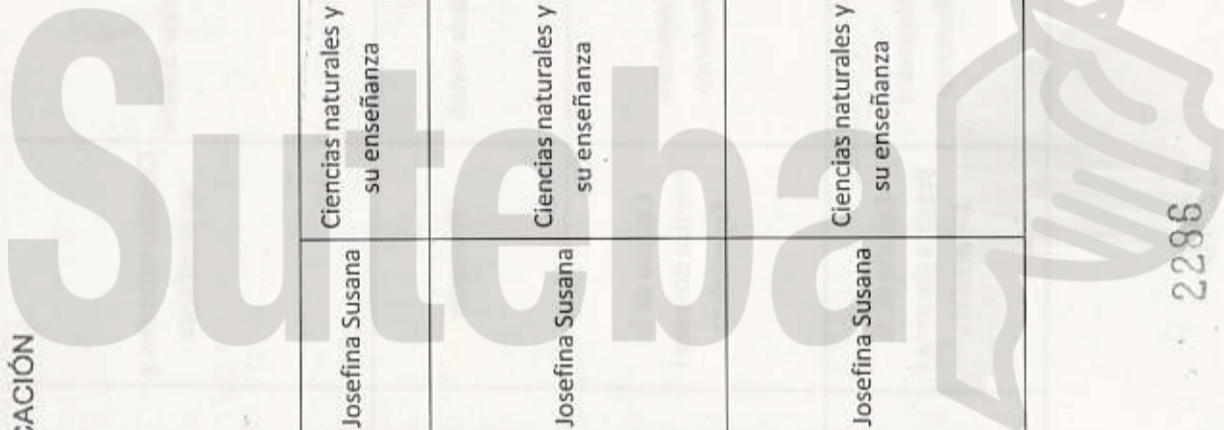 CACIÓN
Josefina Susana
Ciencias naturales y
su enseñanza
Josefina Susana
Ciencias naturales y
su enseñanza
Josefina Susana
Ciencias naturales y
su enseñanza
2286
Suteba